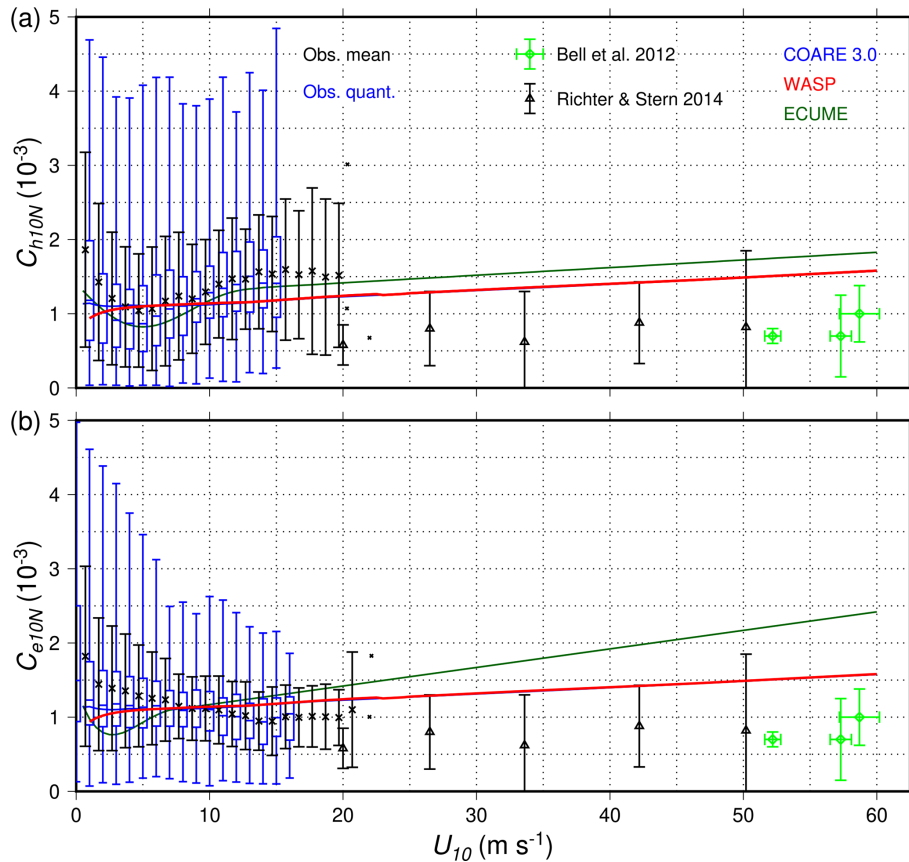 (a)
5
4
3
2
1
0
C_h10N (10^-3)
Obs. mean
Obs. quant.
Bell et al. 2012
Richter & Stern 2014
COARE 3.0
WASP
ECUME
(b)
5
4
3
2
1
0
C_e10N (10^-3)
0 10 20 30 40 50 60
U_10 (m s^-1)